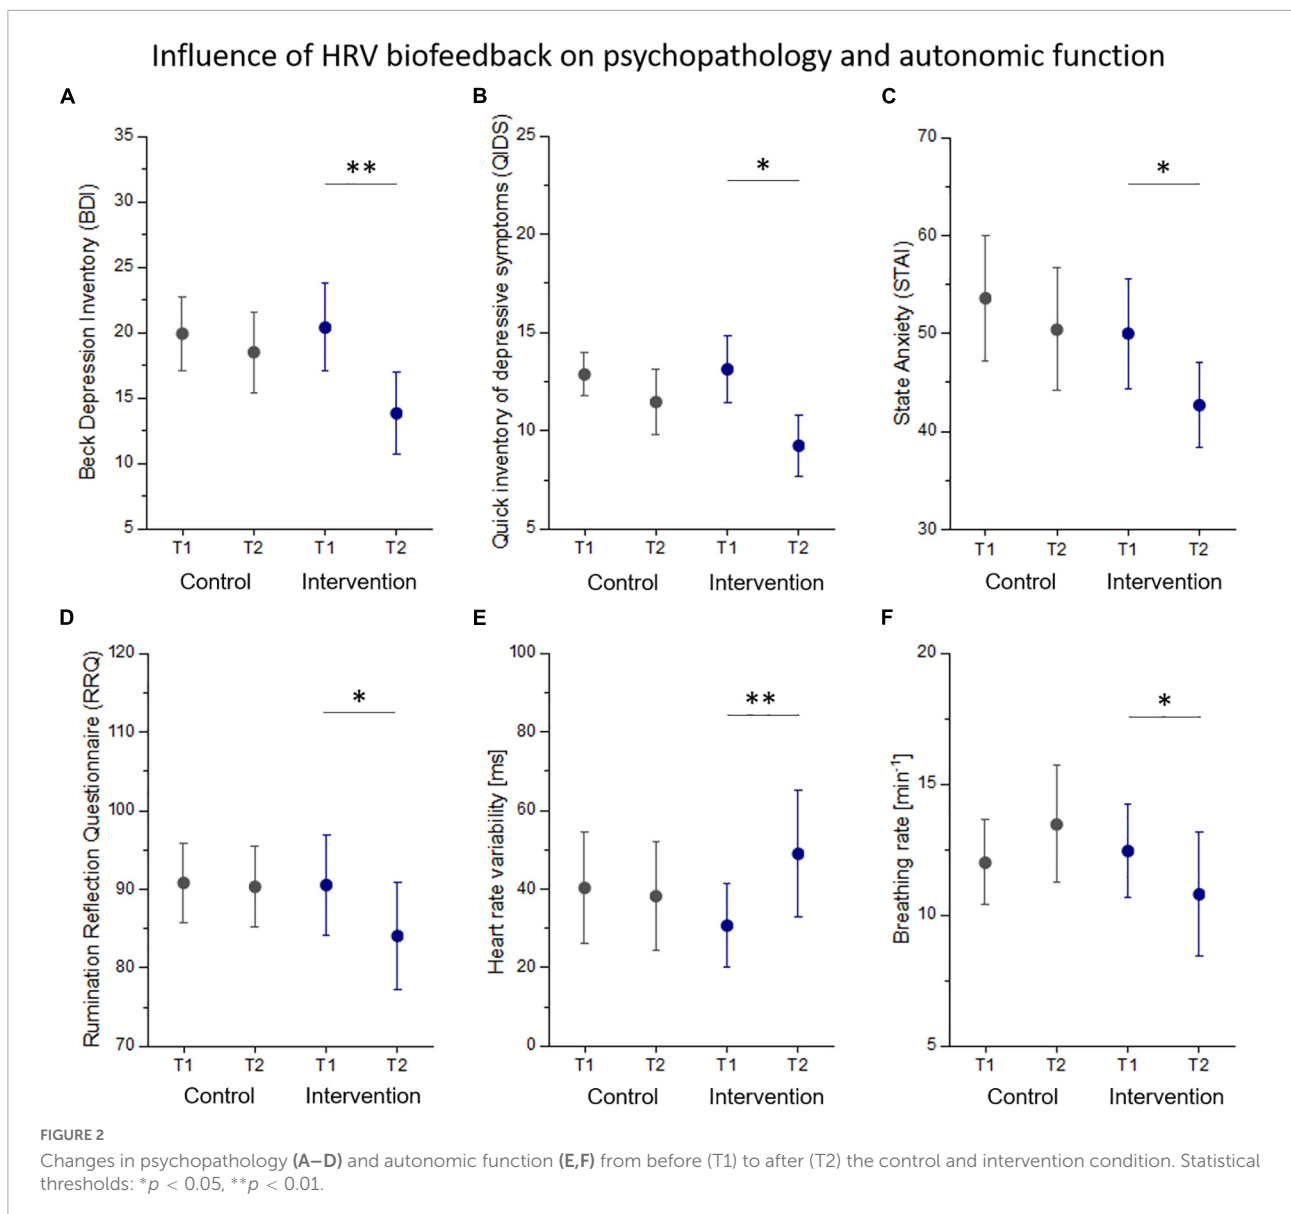 Influence of HRV biofeedback on psychopathology and autonomic function
A
Beck Depression Inventory (BDI)
35
30
25
20
15
10
5
**
T1 T2 T1 T2
Control Intervention
B
Quick inventory of depressive symptoms (QIDS)
25
20
15
10
5
*
T1 T2 T1 T2
Control Intervention
C
State Anxiety (STAI)
70
60
50
40
30
*
T1 T2 T1 T2
Control Intervention
D
Rumination Reflection Questionnaire (RRQ)
120
110
100
90
80
70
*
T1 T2 T1 T2
Control Intervention
E
Heart rate variability [ms]
100
80
60
40
20
0
**
T1 T2 T1 T2
Control Intervention
F
Breathing rate [min⁻¹]
20
15
10
5
*
T1 T2 T1 T2
Control Intervention
FIGURE 2
Changes in psychopathology (A–D) and autonomic function (E,F) from before (T1) to after (T2) the control and intervention condition. Statistical
thresholds: *p < 0.05, **p < 0.01.